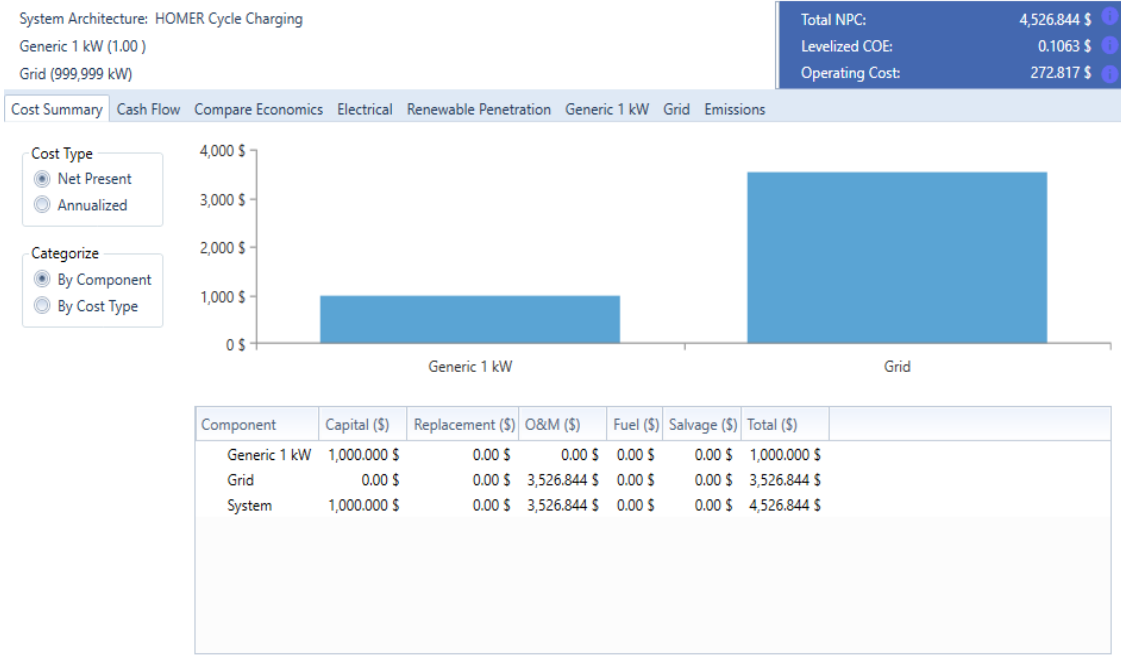 System Architecture: HOMER Cycle Charging
Generic 1 kW (1.00 )
Grid (999,999 kW)
Total NPC: 4,526.844 $
Levelized COE: 0.1063 $
Operating Cost: 272.817 $
Cost Summary Cash Flow Compare Economics Electrical Renewable Penetration Generic 1 kW Grid Emissions
Cost Type
Net Present
Annualized
Categorize
By Component
By Cost Type
4,000 $
3,000 $
2,000 $
1,000 $
0 $
Generic 1 kW Grid
Component Capital ($) Replacement ($) O&M ($) Fuel ($) Salvage ($) Total ($)
Generic 1 kW 1,000.000 $ 0.00 $ 0.00 $ 0.00 $ 0.00 $ 1,000.000 $
Grid 0.00 $ 0.00 $ 3,526.844 $ 0.00 $ 0.00 $ 3,526.844 $
System 1,000.000 $ 0.00 $ 3,526.844 $ 0.00 $ 0.00 $ 4,526.844 $